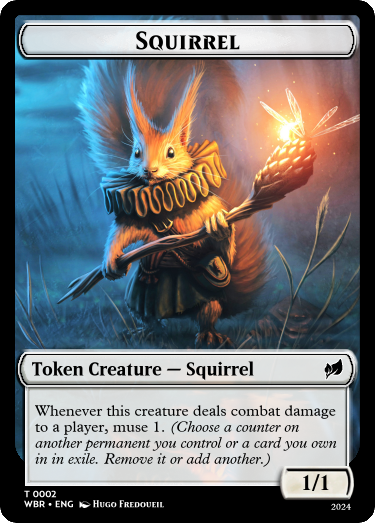 Squirrel
Token Creature — Squirrel
Whenever this creature deals combat damage
to a player, muse 1. (Choose a counter on
another permanent you control or a card you own
in in exile. Remove it or add another.)
1/1
T 0002
WBR • ENG Hugo Fredoueil
2024